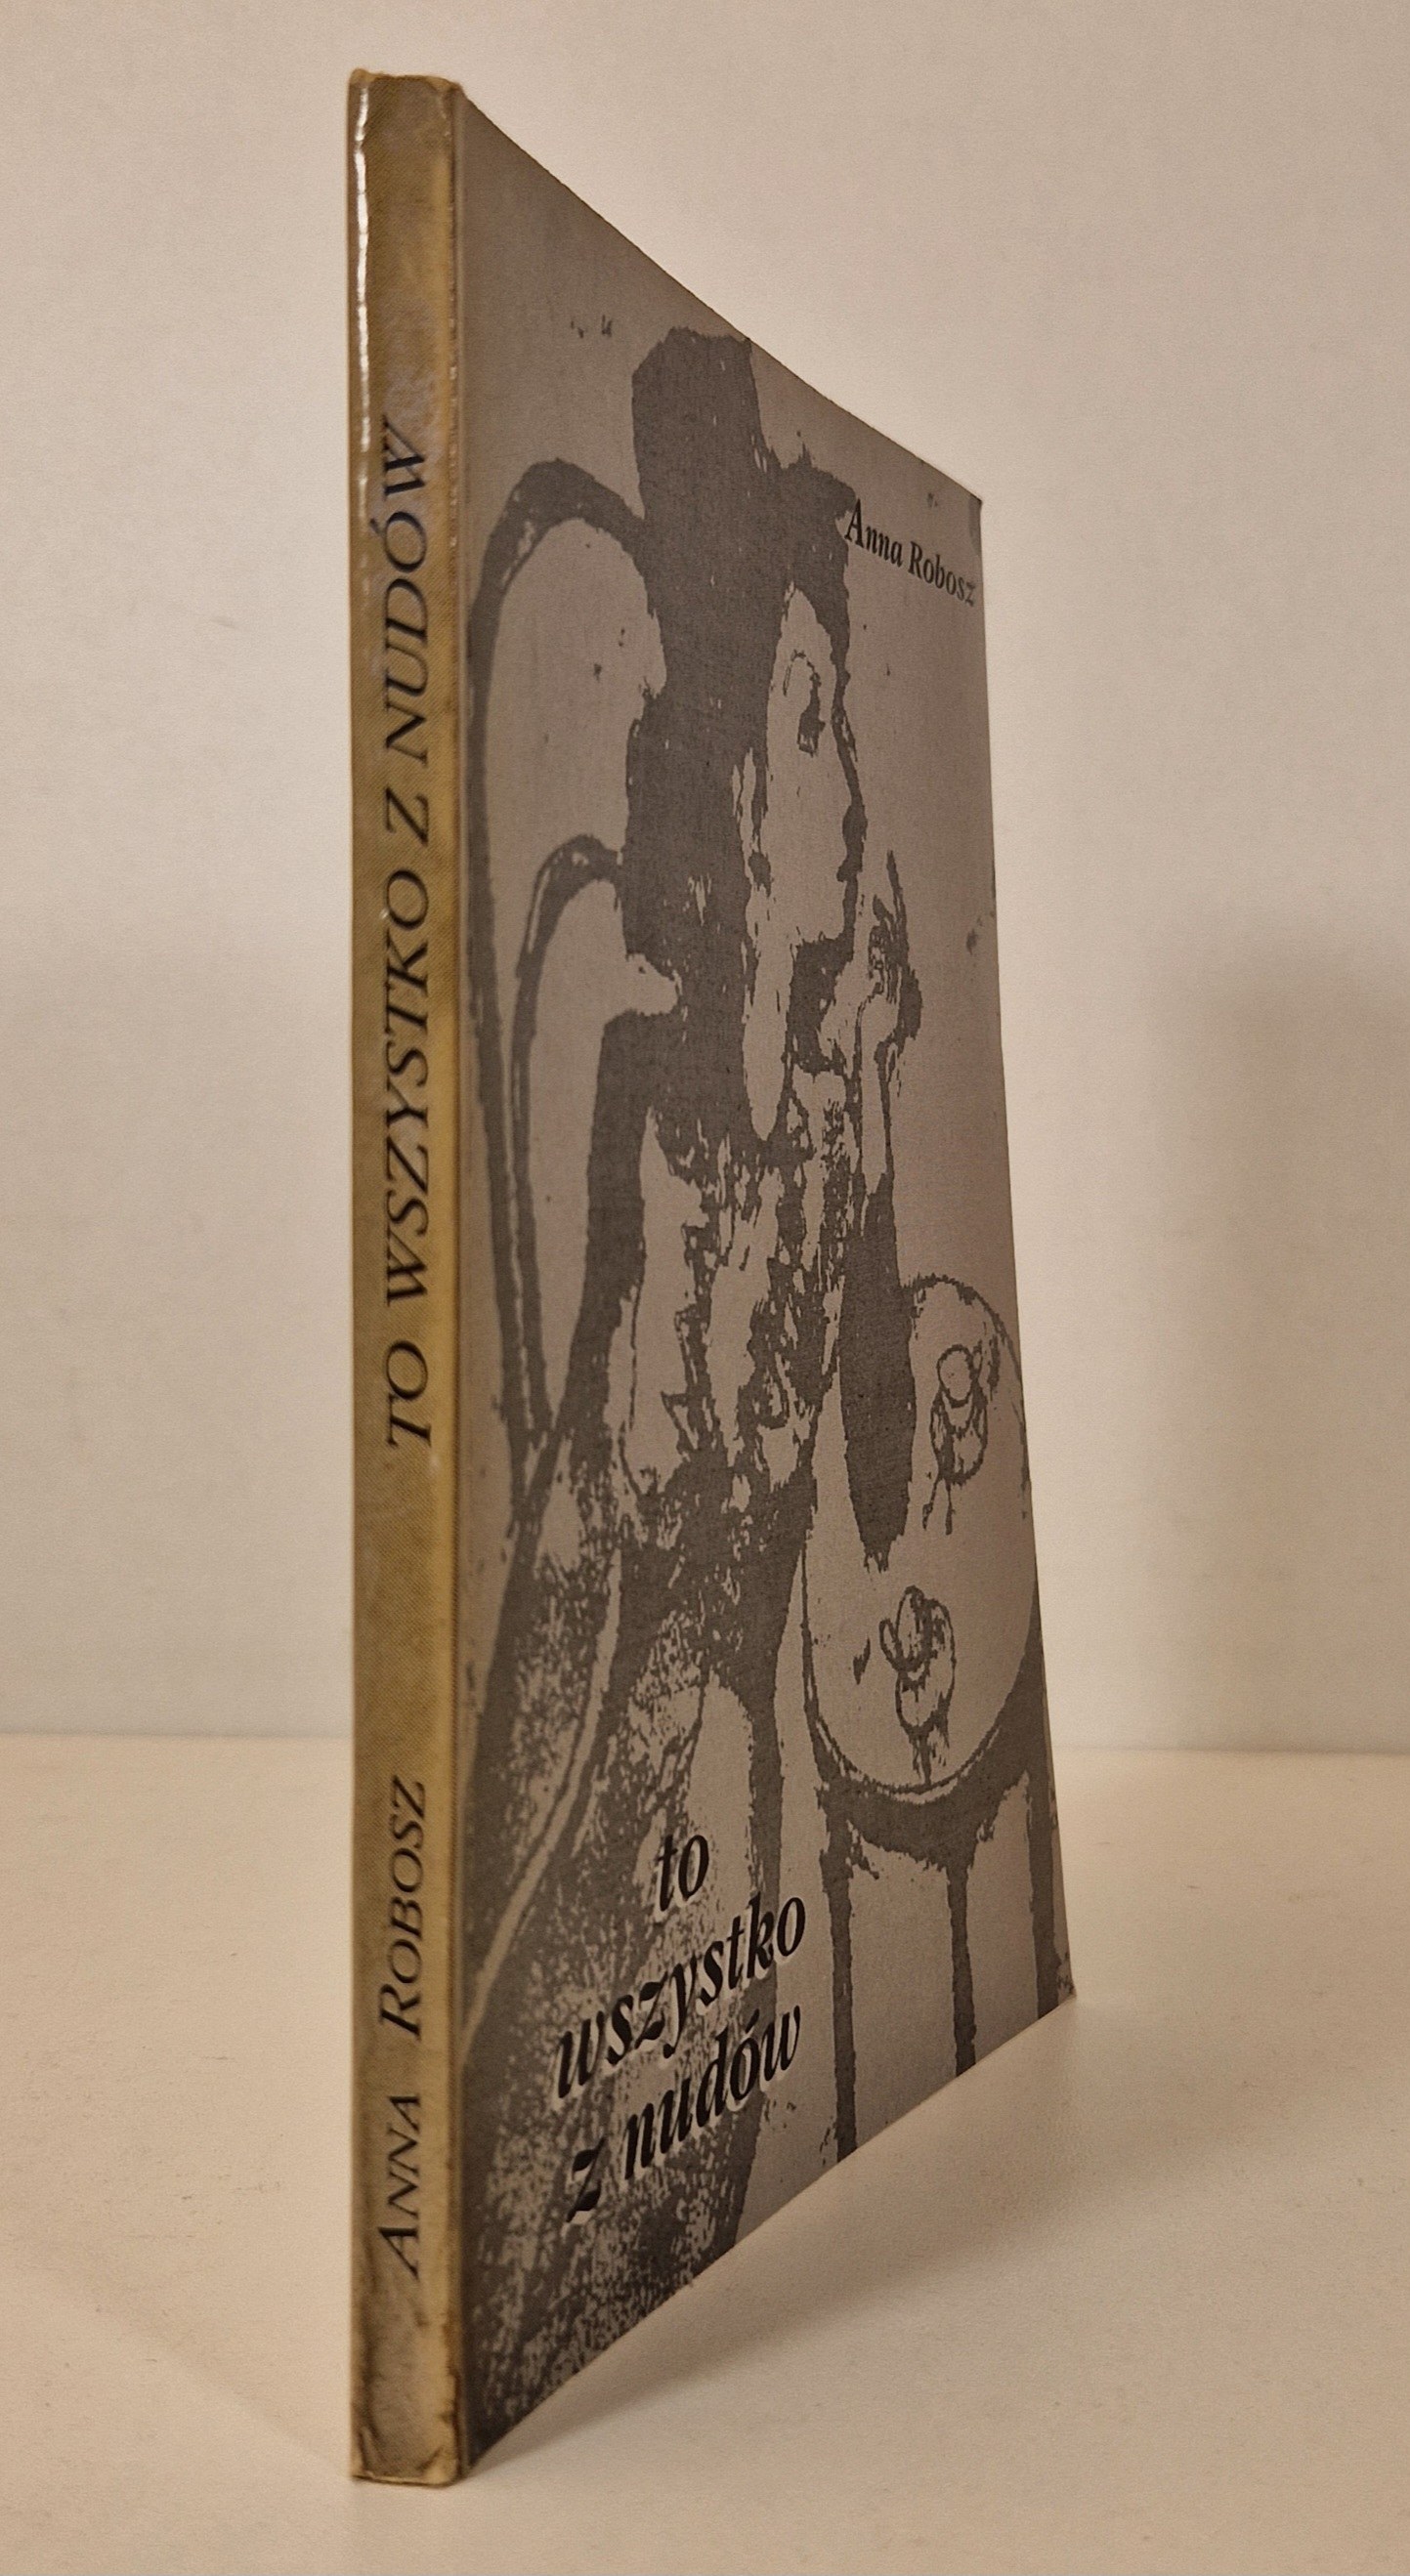 ANNA ROBOSZ TO WSZYSTKO Z NUDÓW
Anna Robosz
to
wszystko
z nudów